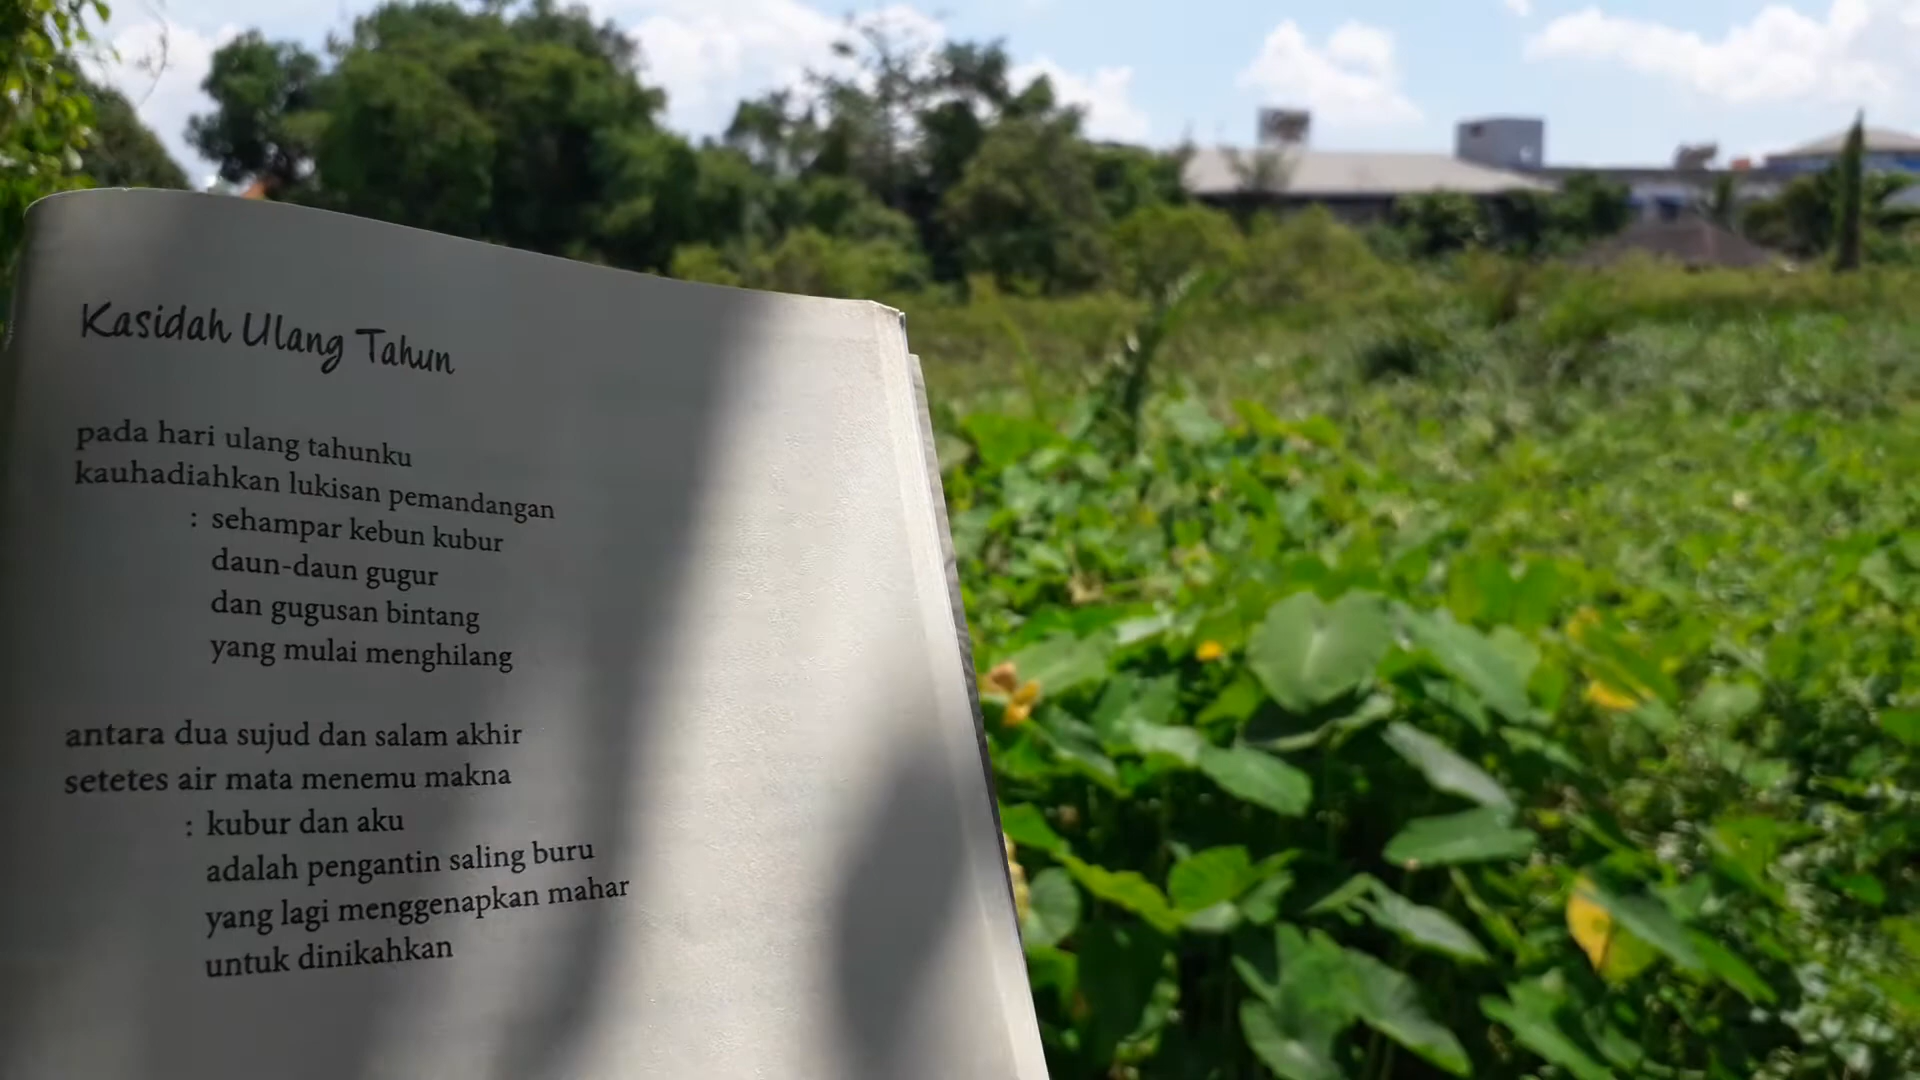 Kasidah Ulang Tahun
pada hari ulang tahunku
kauhadiahkan lukisan pemandangan
: sehampar kebun kubur
daun-daun gugur
dan gugusan bintang
yang mulai menghilang
antara dua sujud dan salam akhir
setetes air mata menemu makna
: kubur dan aku
adalah pengantin saling buru
yang lagi menggenapkan mahar
untuk dinikahkan